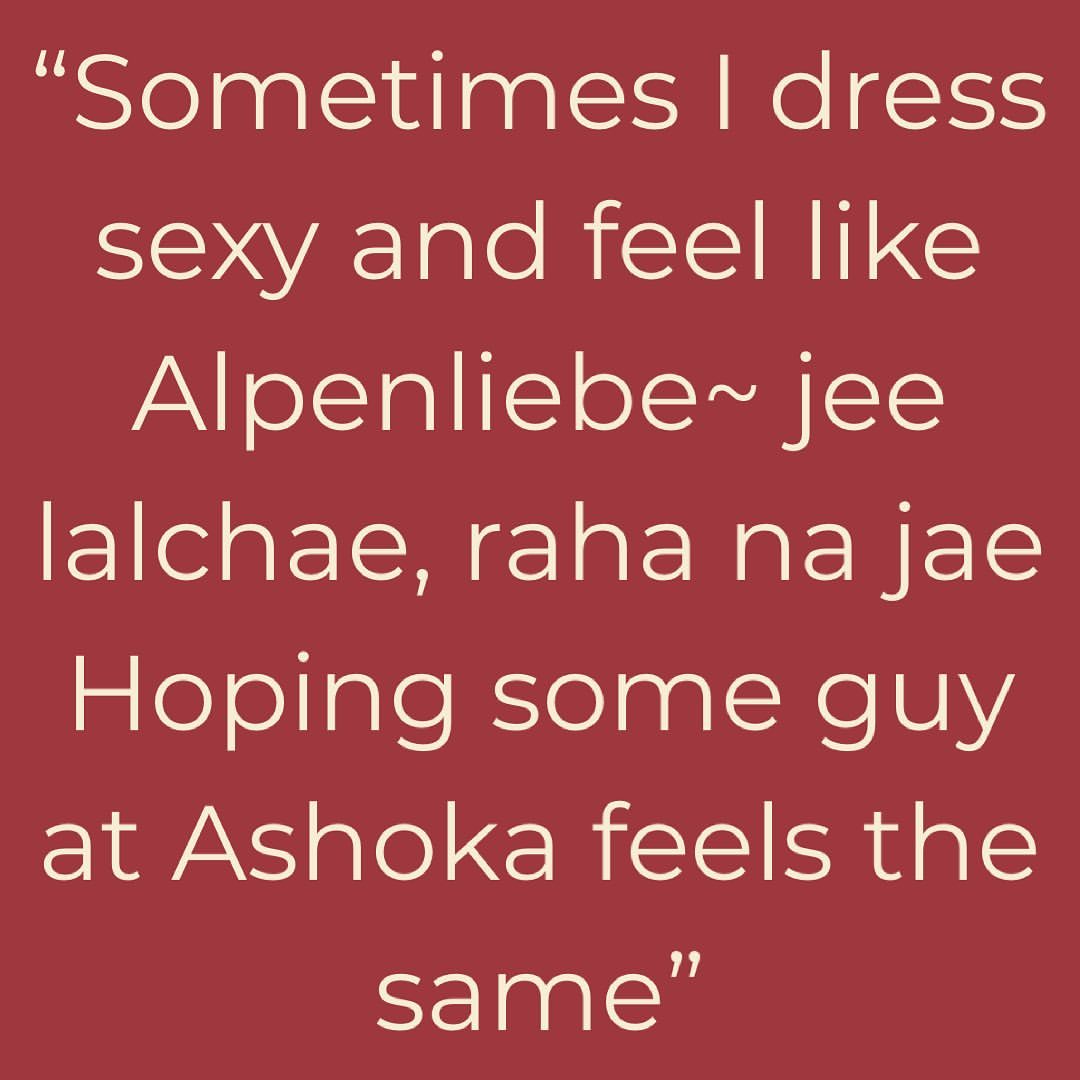 “Sometimes I dress
sexy and feel like
Alpenliebe~ jee
lalchae, raha na jae
Hoping some guy
at Ashoka feels the
same”